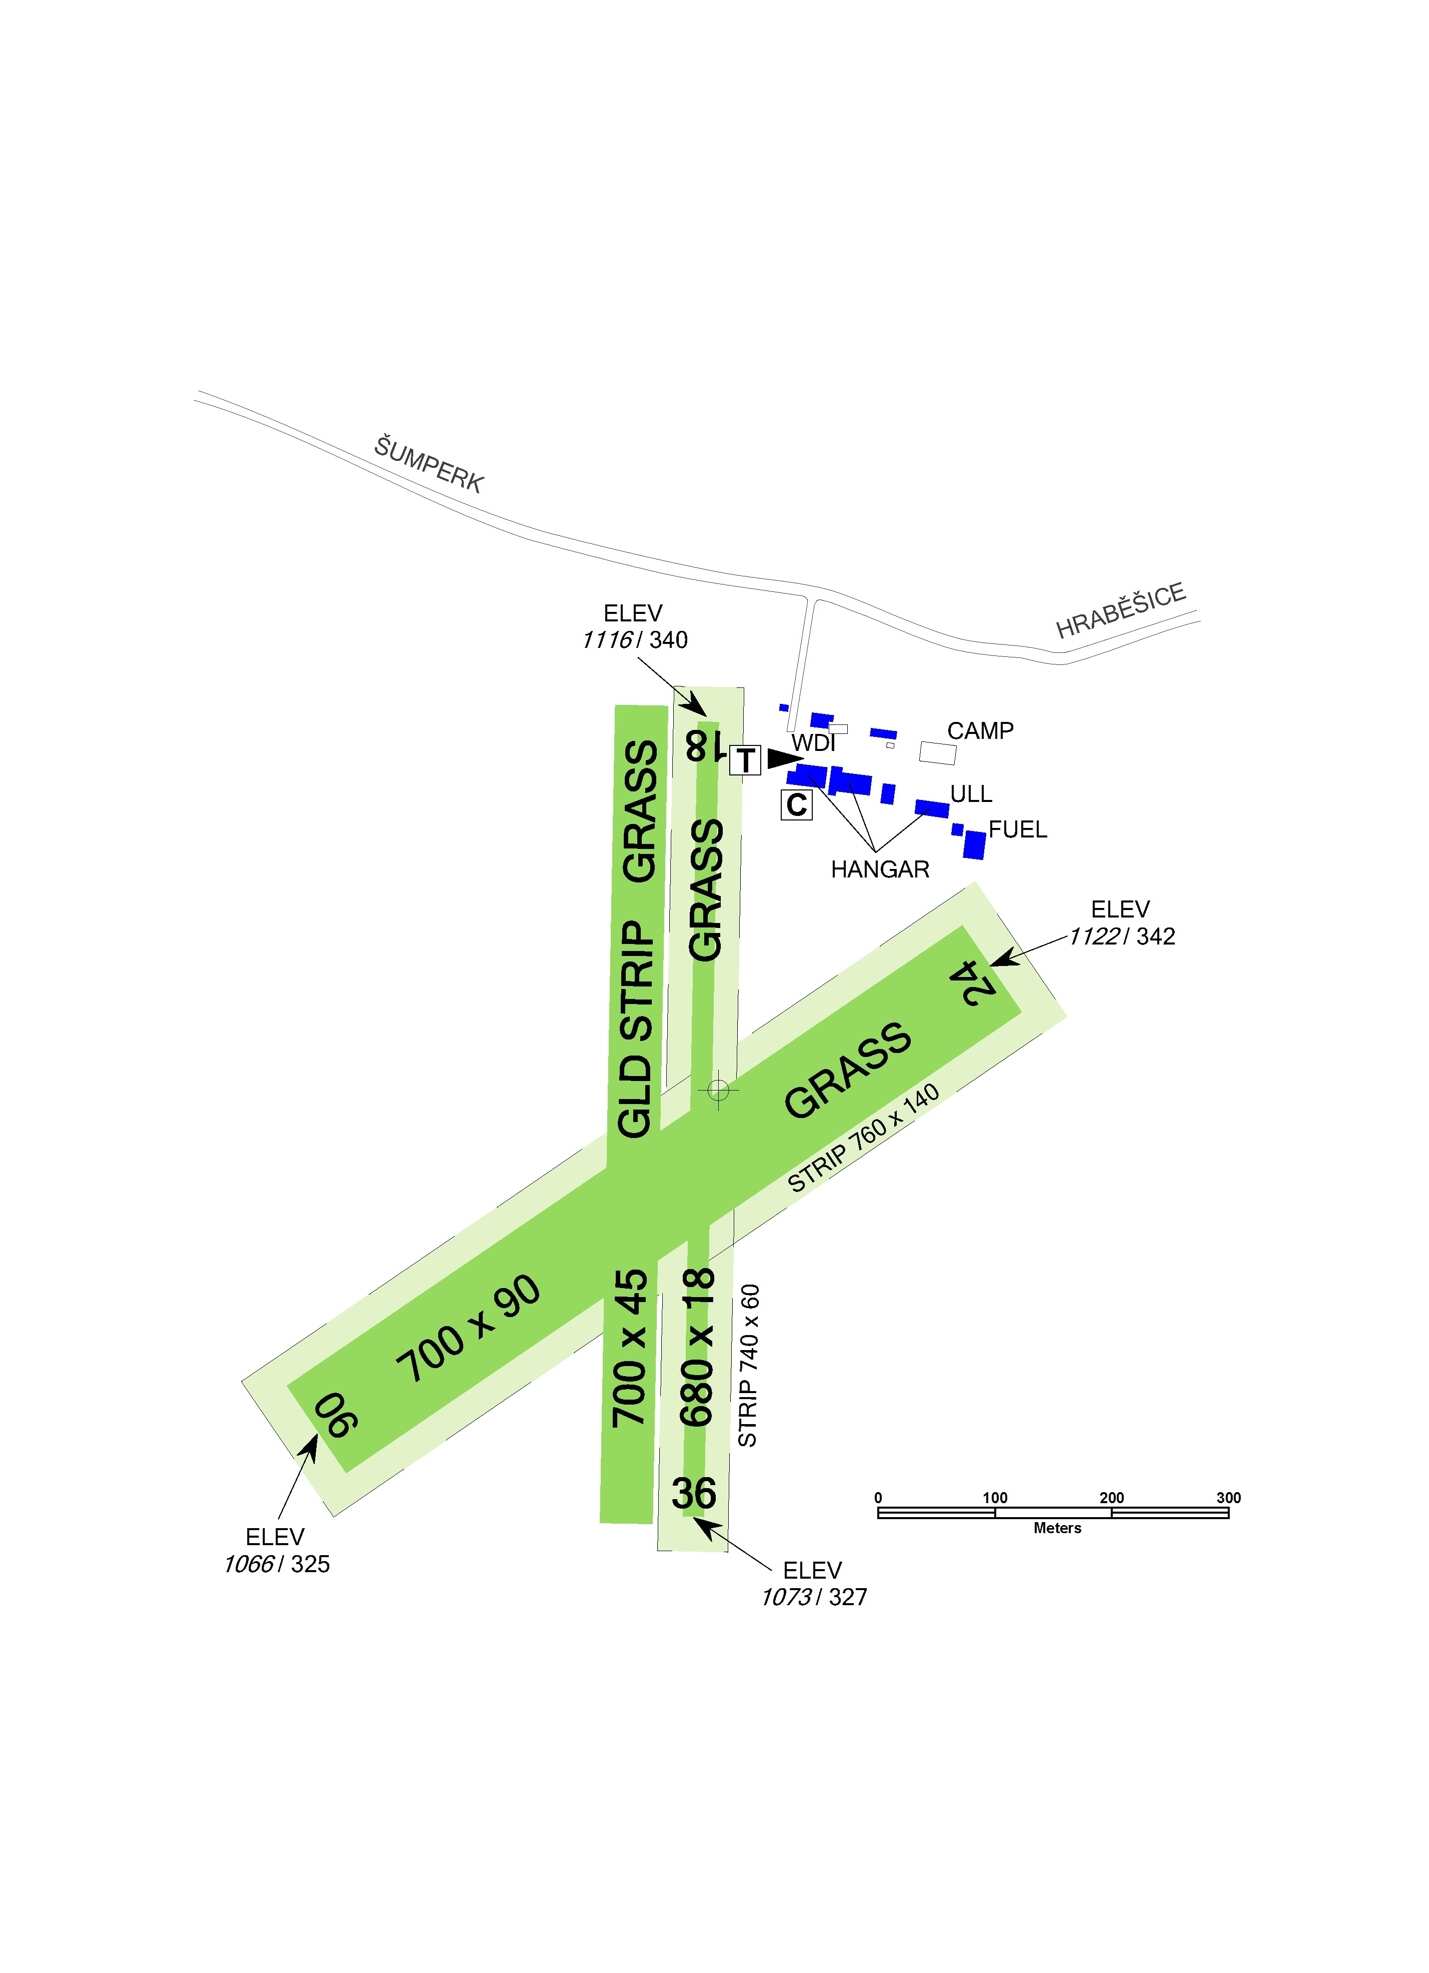 ŠUMPERK
HRABĚŠICE
ELEV
1116 / 340
18
T
WDI
CAMP
C
ULL
FUEL
HANGAR
GLD STRIP GRASS
GRASS
ELEV
1122 / 342
24
GRASS
STRIP 760 x 140
700 x 90
06
700 x 45
680 x 18
STRIP 740 x 60
36
ELEV
1066 / 325
ELEV
1073 / 327
0 100 200 300
Meters